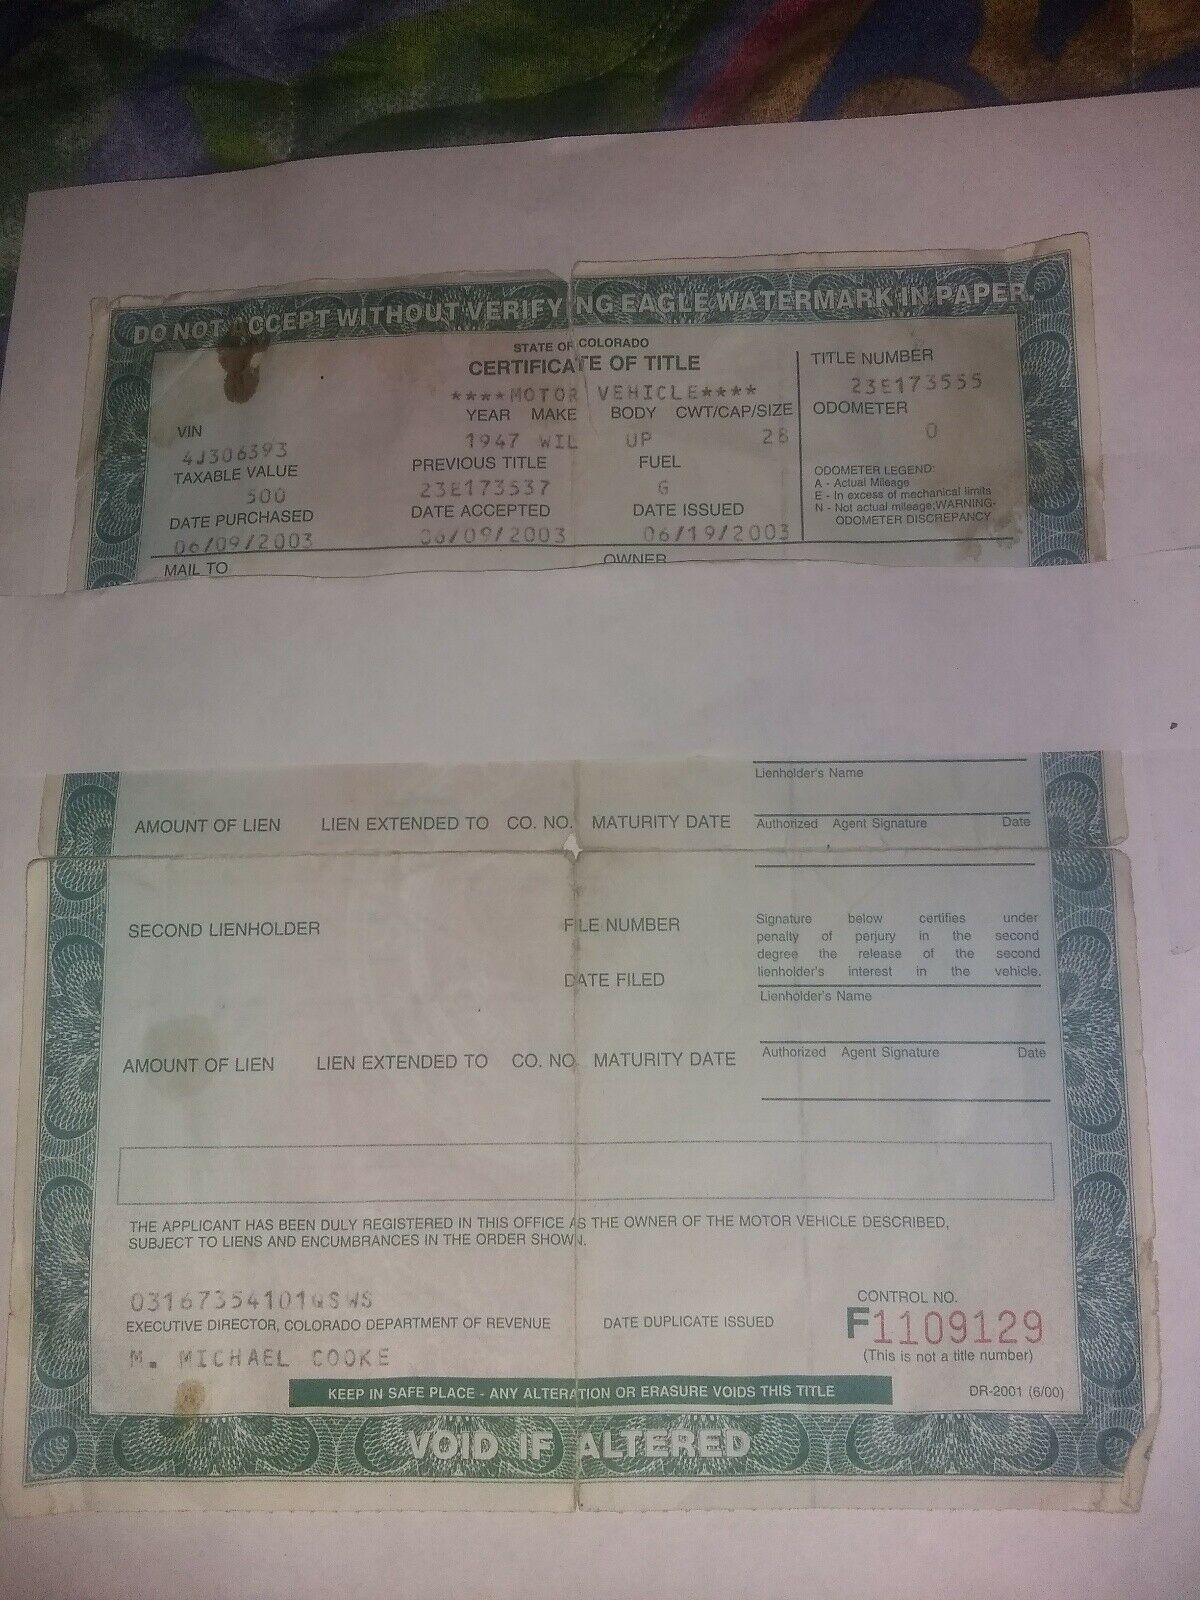 DO NOT ACCEPT WITHOUT VERIFYING EAGLE WATERMARK IN PAPER.
STATE OF COLORADO
CERTIFICATE OF TITLE
****MOTOR VEHICLE****
TITLE NUMBER
23E173555
VIN YEAR MAKE BODY CWT/CAP/SIZE ODOMETER
4J306393 1947 WIL UP 28 0
TAXABLE VALUE PREVIOUS TITLE FUEL
500 23E173537 G
DATE PURCHASED DATE ACCEPTED DATE ISSUED
06/09/2003 06/09/2003 06/19/2003
ODOMETER LEGEND:
A - Actual Mileage
E - In excess of mechanical limits
N - Not actual mileage;WARNING-
ODOMETER DISCREPANCY
MAIL TO OWNER
Lienholder's Name
AMOUNT OF LIEN LIEN EXTENDED TO CO. NO. MATURITY DATE
Authorized Agent Signature Date
SECOND LIENHOLDER FILE NUMBER
DATE FILED
Signature below certifies under
penalty of perjury in the second
degree the release of the second
lienholder's interest in the vehicle.
Lienholder's Name
AMOUNT OF LIEN LIEN EXTENDED TO CO. NO. MATURITY DATE
Authorized Agent Signature Date
THE APPLICANT HAS BEEN DULY REGISTERED IN THIS OFFICE AS THE OWNER OF THE MOTOR VEHICLE DESCRIBED,
SUBJECT TO LIENS AND ENCUMBRANCES IN THE ORDER SHOWN.
03167354101QSWS
EXECUTIVE DIRECTOR, COLORADO DEPARTMENT OF REVENUE
M. MICHAEL COOKE
DATE DUPLICATE ISSUED
CONTROL NO.
F1109129
(This is not a title number)
KEEP IN SAFE PLACE - ANY ALTERATION OR ERASURE VOIDS THIS TITLE
DR-2001 (6/00)
VOID IF ALTERED